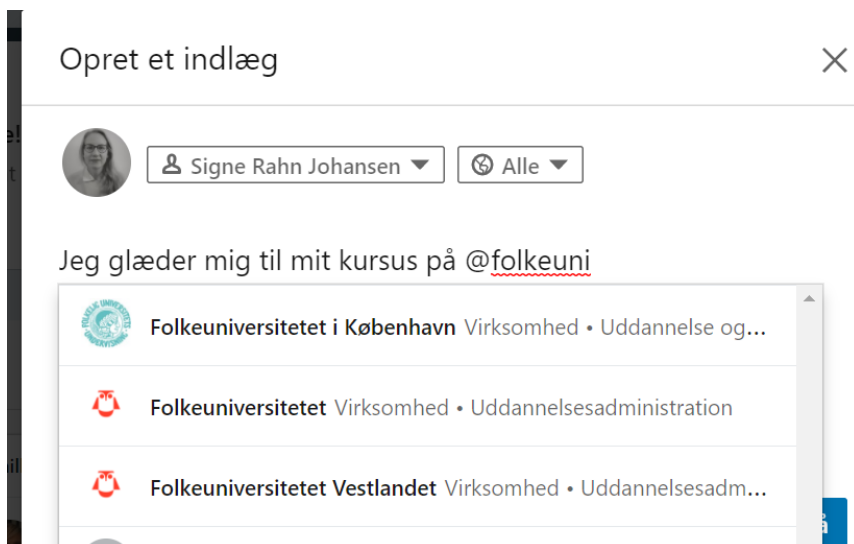 Opret et indlæg
Signe Rahn Johansen
Alle
Jeg glæder mig til mit kursus på @folkeuni
Folkeuniversitetet i København Virksomhed • Uddannelse og...
Folkeuniversitetet Virksomhed • Uddannelsesadministration
Folkeuniversitetet Vestlandet Virksomhed • Uddannelsesadm...